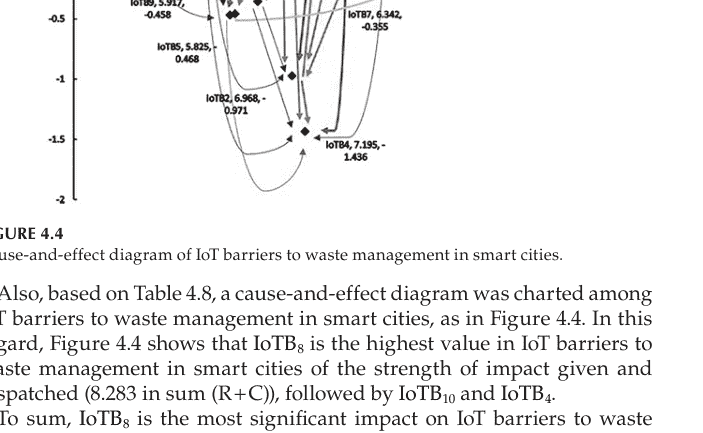 IoTB9, 5.917,
-0.458
-0.5
IoTB7, 6.342,
-0.355
IoTB5, 5.825, -
0.468
-1
IoTB2, 6.968, -
0.971
-1.5
IoTB4, 7.195, -
1.436
-2
GURE 4.4
use-and-effect diagram of IoT barriers to waste management in smart cities.
Also, based on Table 4.8, a cause-and-effect diagram was charted among
T barriers to waste management in smart cities, as in Figure 4.4. In this
gard, Figure 4.4 shows that IoTB8 is the highest value in IoT barriers to
aste management in smart cities of the strength of impact given and
spatched (8.283 in sum (R+C)), followed by IoTB10 and IoTB4.
To sum, IoTB8 is the most significant impact on IoT barriers to waste